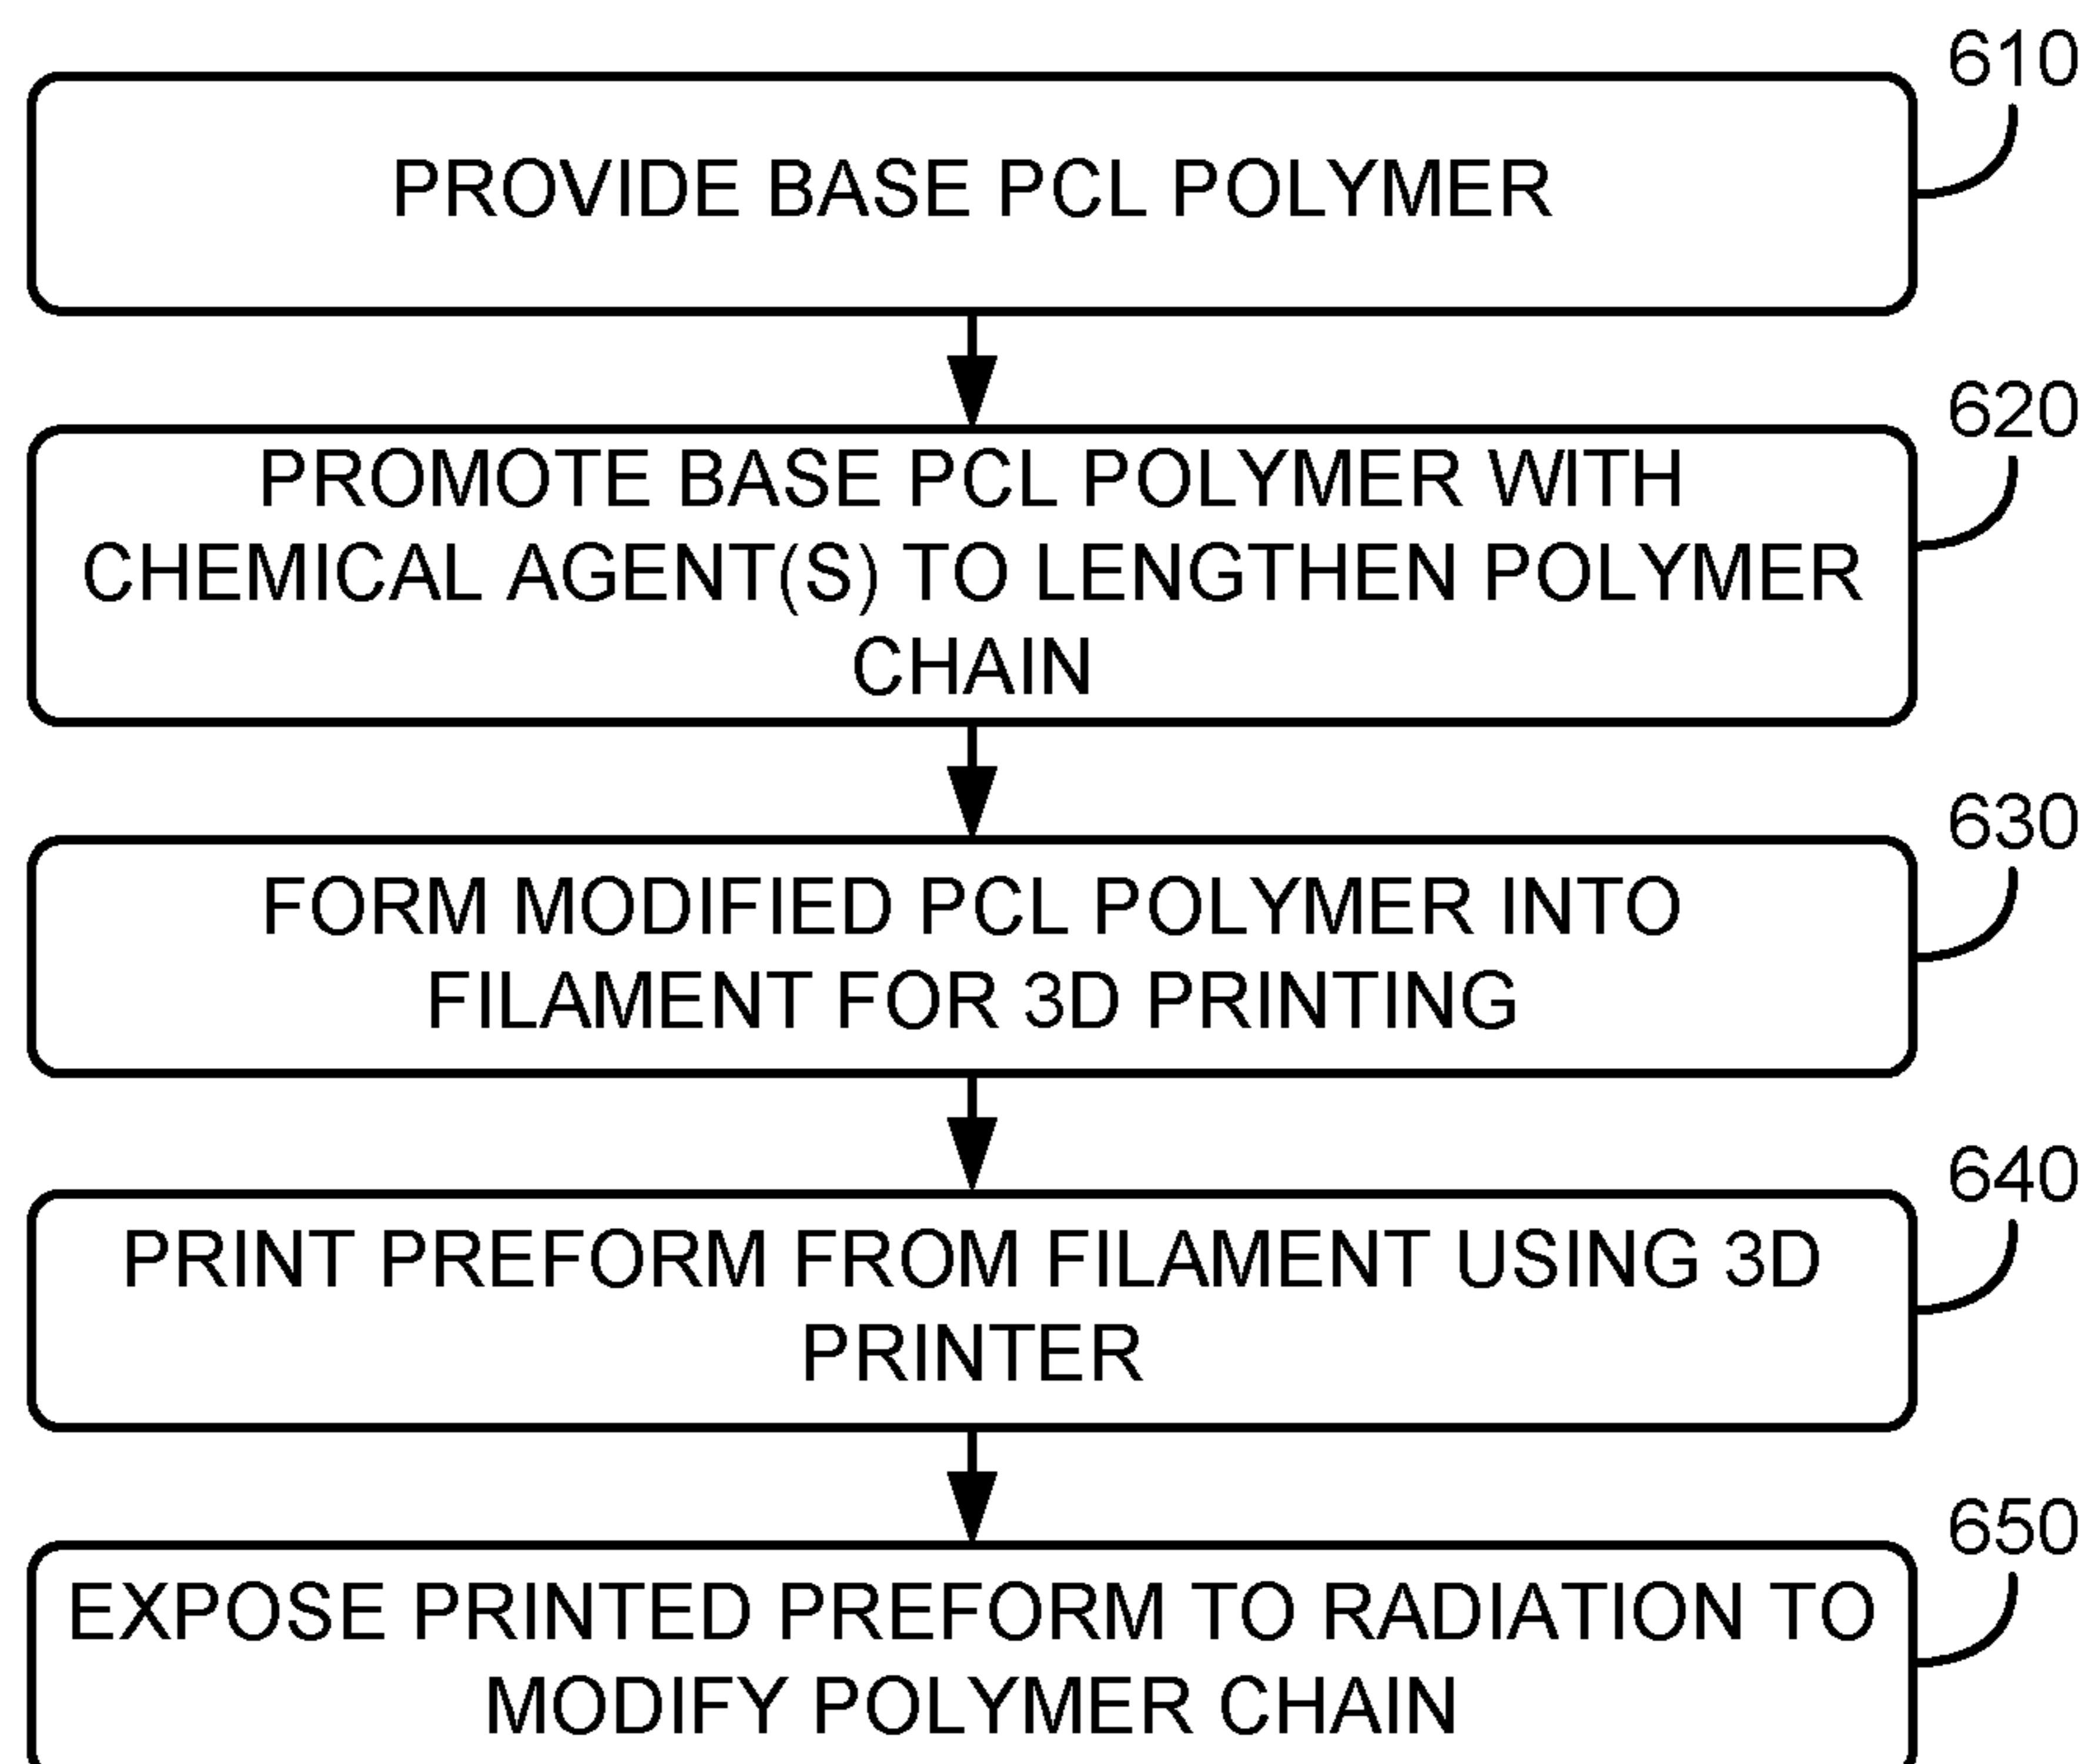 610
PROVIDE BASE PCL POLYMER
620
PROMOTE BASE PCL POLYMER WITH
CHEMICAL AGENT(S) TO LENGTHEN POLYMER
CHAIN
630
FORM MODIFIED PCL POLYMER INTO
FILAMENT FOR 3D PRINTING
640
PRINT PREFORM FROM FILAMENT USING 3D
PRINTER
650
EXPOSE PRINTED PREFORM TO RADIATION TO
MODIFY POLYMER CHAIN